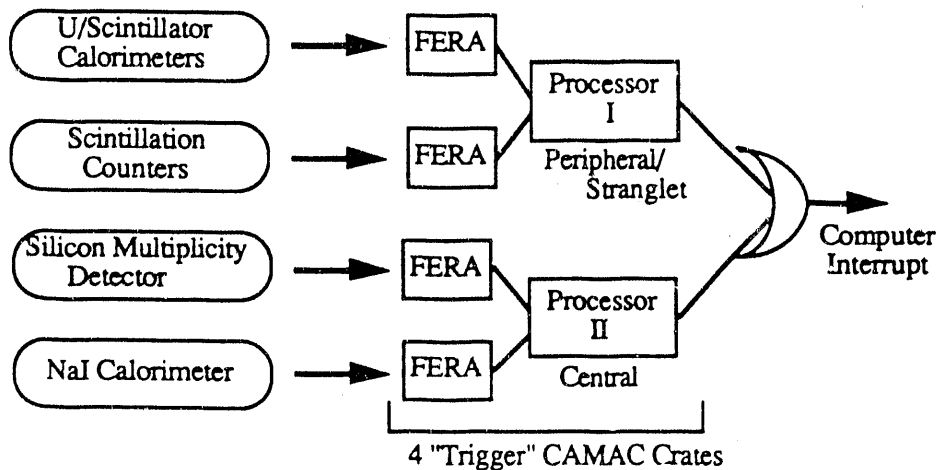 U/Scintillator
Calorimeters
FERA
Processor
I
Scintillation
Counters
FERA
Peripheral/
Stranglet
Computer
Interrupt
Silicon Multiplicity
Detector
FERA
Processor
II
NaI Calorimeter
FERA
Central
4 "Trigger" CAMAC Crates